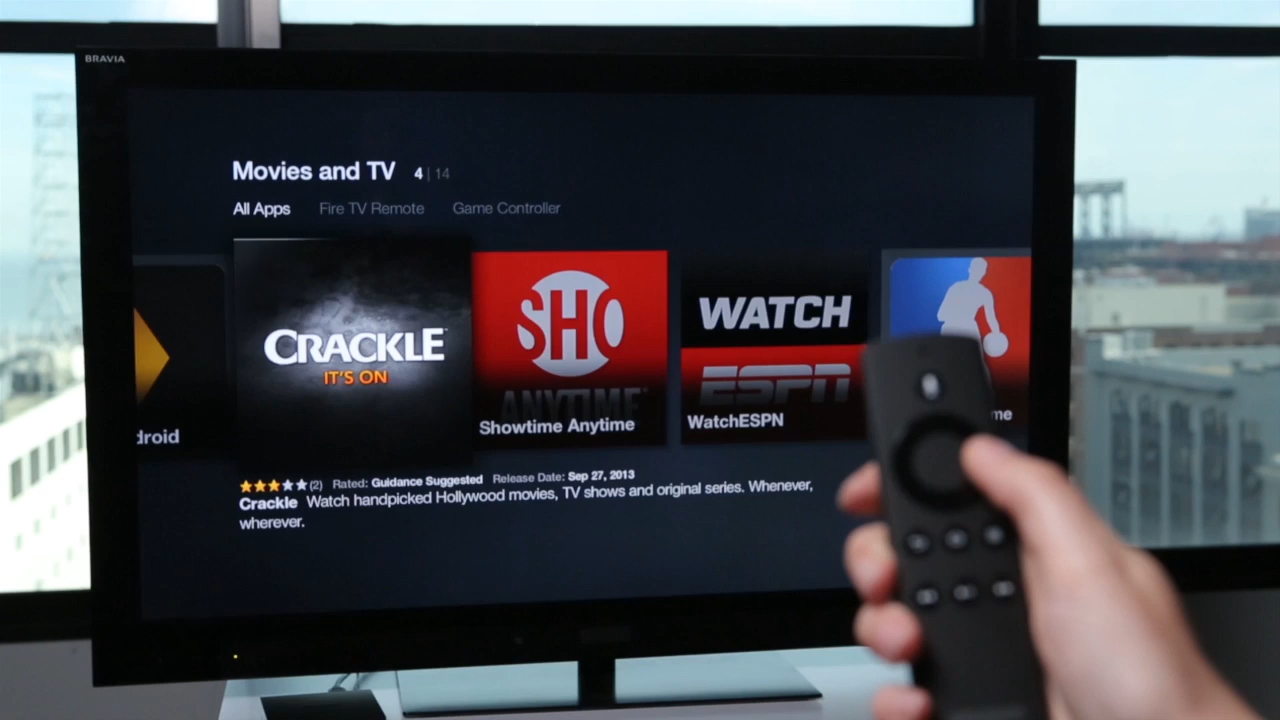 BRAVIA
Movies and TV 4 | 14
All Apps Fire TV Remote Game Controller
CRACKLE
IT'S ON
SHO
ANYTIME
WATCH
ESPN
droid
Showtime Anytime
WatchESPN
me
(2) Rated: Guidance Suggested Release Date: Sep 27, 2013
Crackle Watch handpicked Hollywood movies, TV shows and original series. Whenever,
wherever.